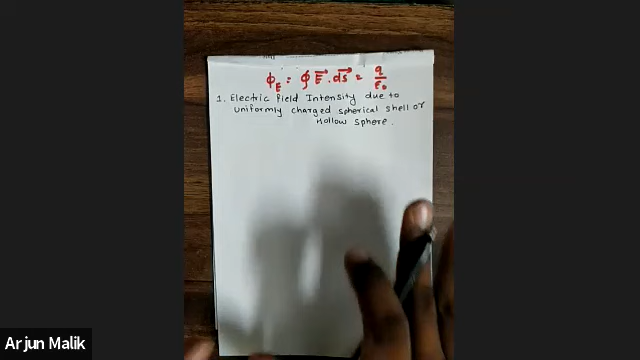 ϕE = ∮ E⃗ . ds⃗ = q/ε0
1. Electric Field Intensity due to
uniformly charged spherical shell or
Hollow sphere.
Arjun Malik